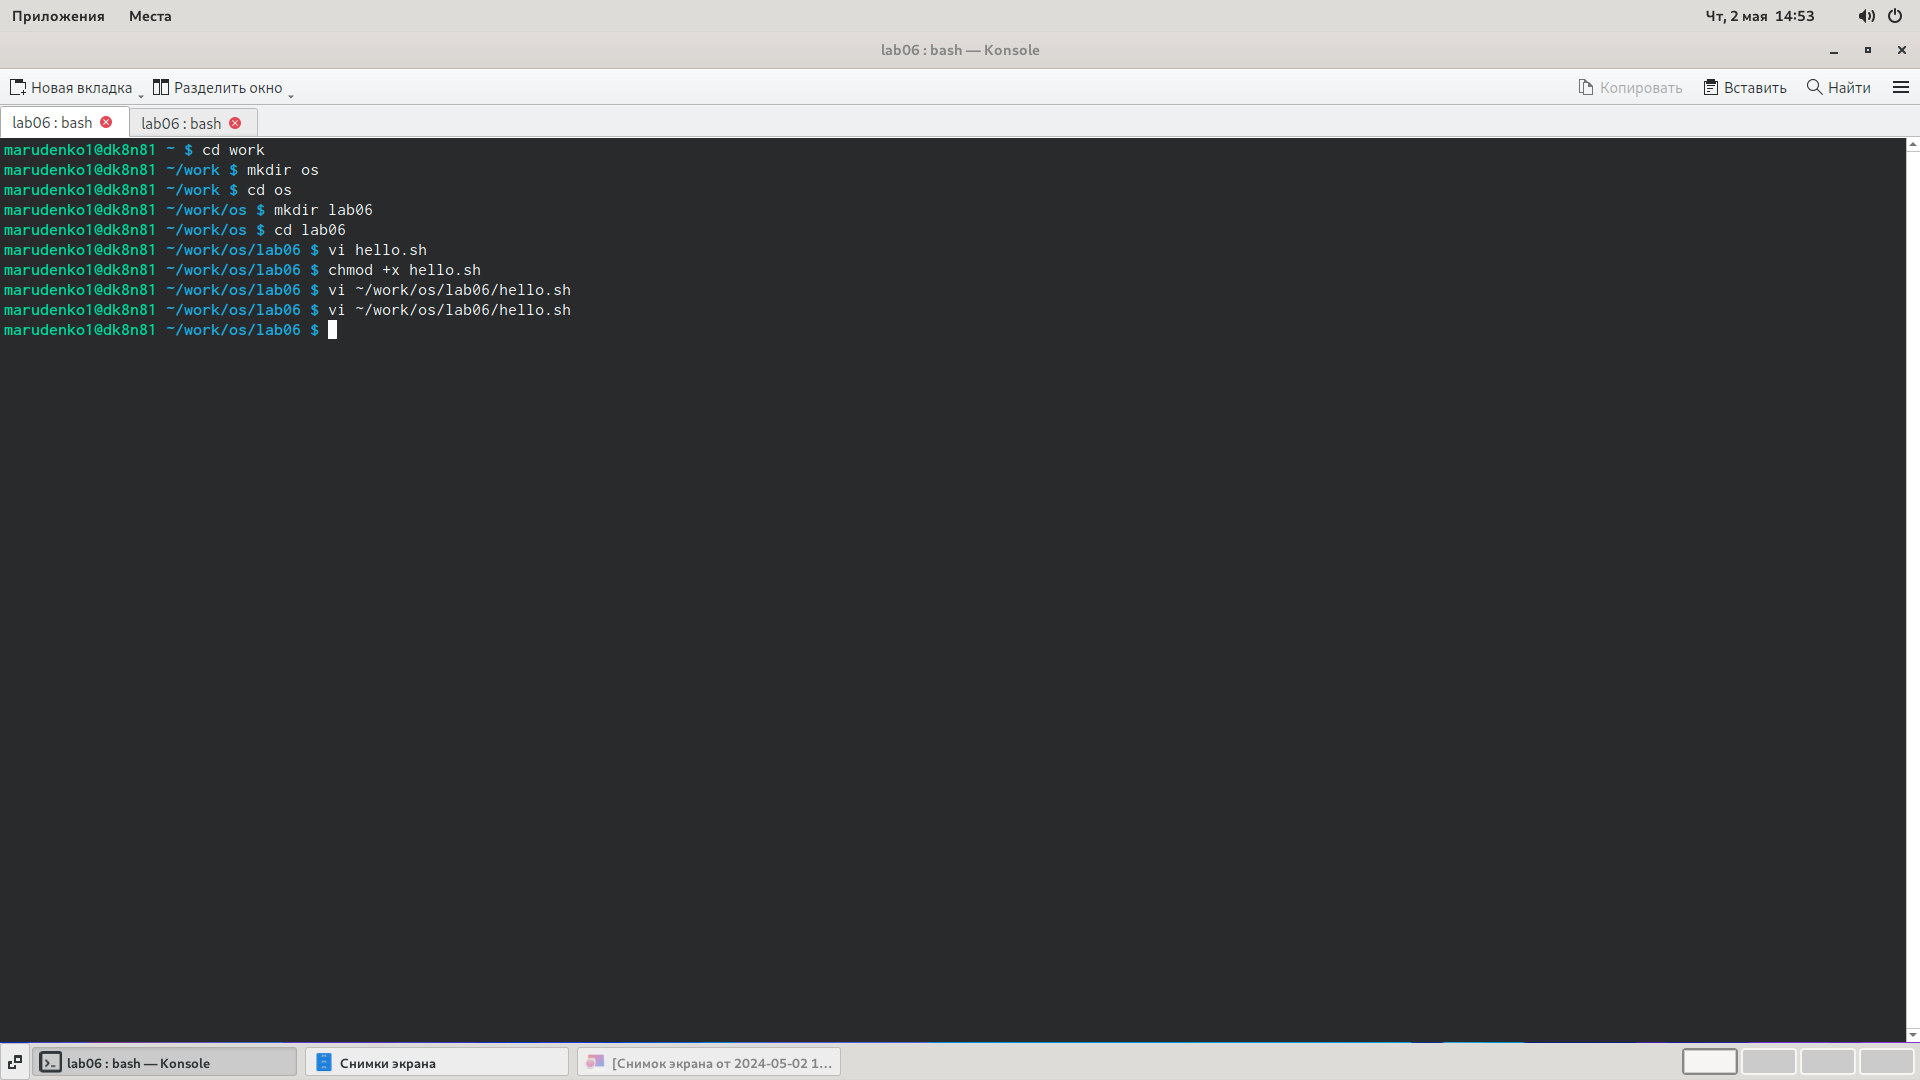 Приложения Места Чт, 2 мая 14:53
lab06 : bash — Konsole
Новая вкладка Разделить окно Копировать Вставить Найти
lab06 : bash lab06 : bash
marudenko1@dk8n81 ~ $ cd work
marudenko1@dk8n81 ~/work $ mkdir os
marudenko1@dk8n81 ~/work $ cd os
marudenko1@dk8n81 ~/work/os $ mkdir lab06
marudenko1@dk8n81 ~/work/os $ cd lab06
marudenko1@dk8n81 ~/work/os/lab06 $ vi hello.sh
marudenko1@dk8n81 ~/work/os/lab06 $ chmod +x hello.sh
marudenko1@dk8n81 ~/work/os/lab06 $ vi ~/work/os/lab06/hello.sh
marudenko1@dk8n81 ~/work/os/lab06 $ vi ~/work/os/lab06/hello.sh
marudenko1@dk8n81 ~/work/os/lab06 $
lab06 : bash — Konsole Снимки экрана [Снимок экрана от 2024-05-02 1...